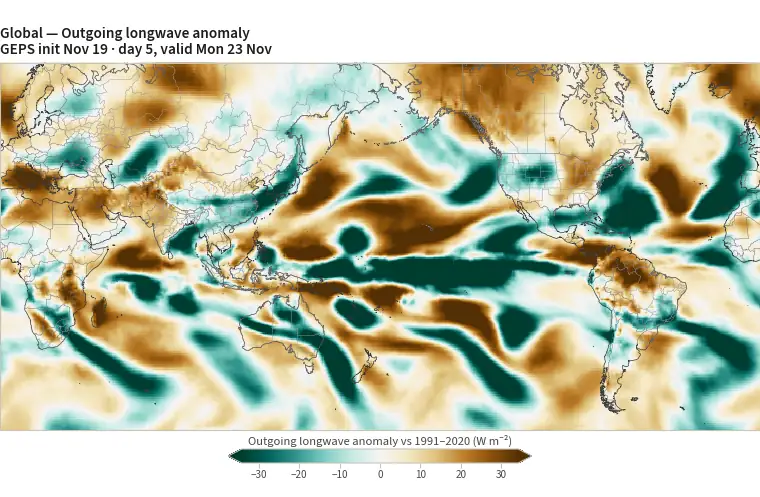 Global — Outgoing longwave anomaly
GEPS init Nov 19 · day 5, valid Mon 23 Nov
Outgoing longwave anomaly vs 1991–2020 (W m⁻²)
−30 −20 −10 0 10 20 30